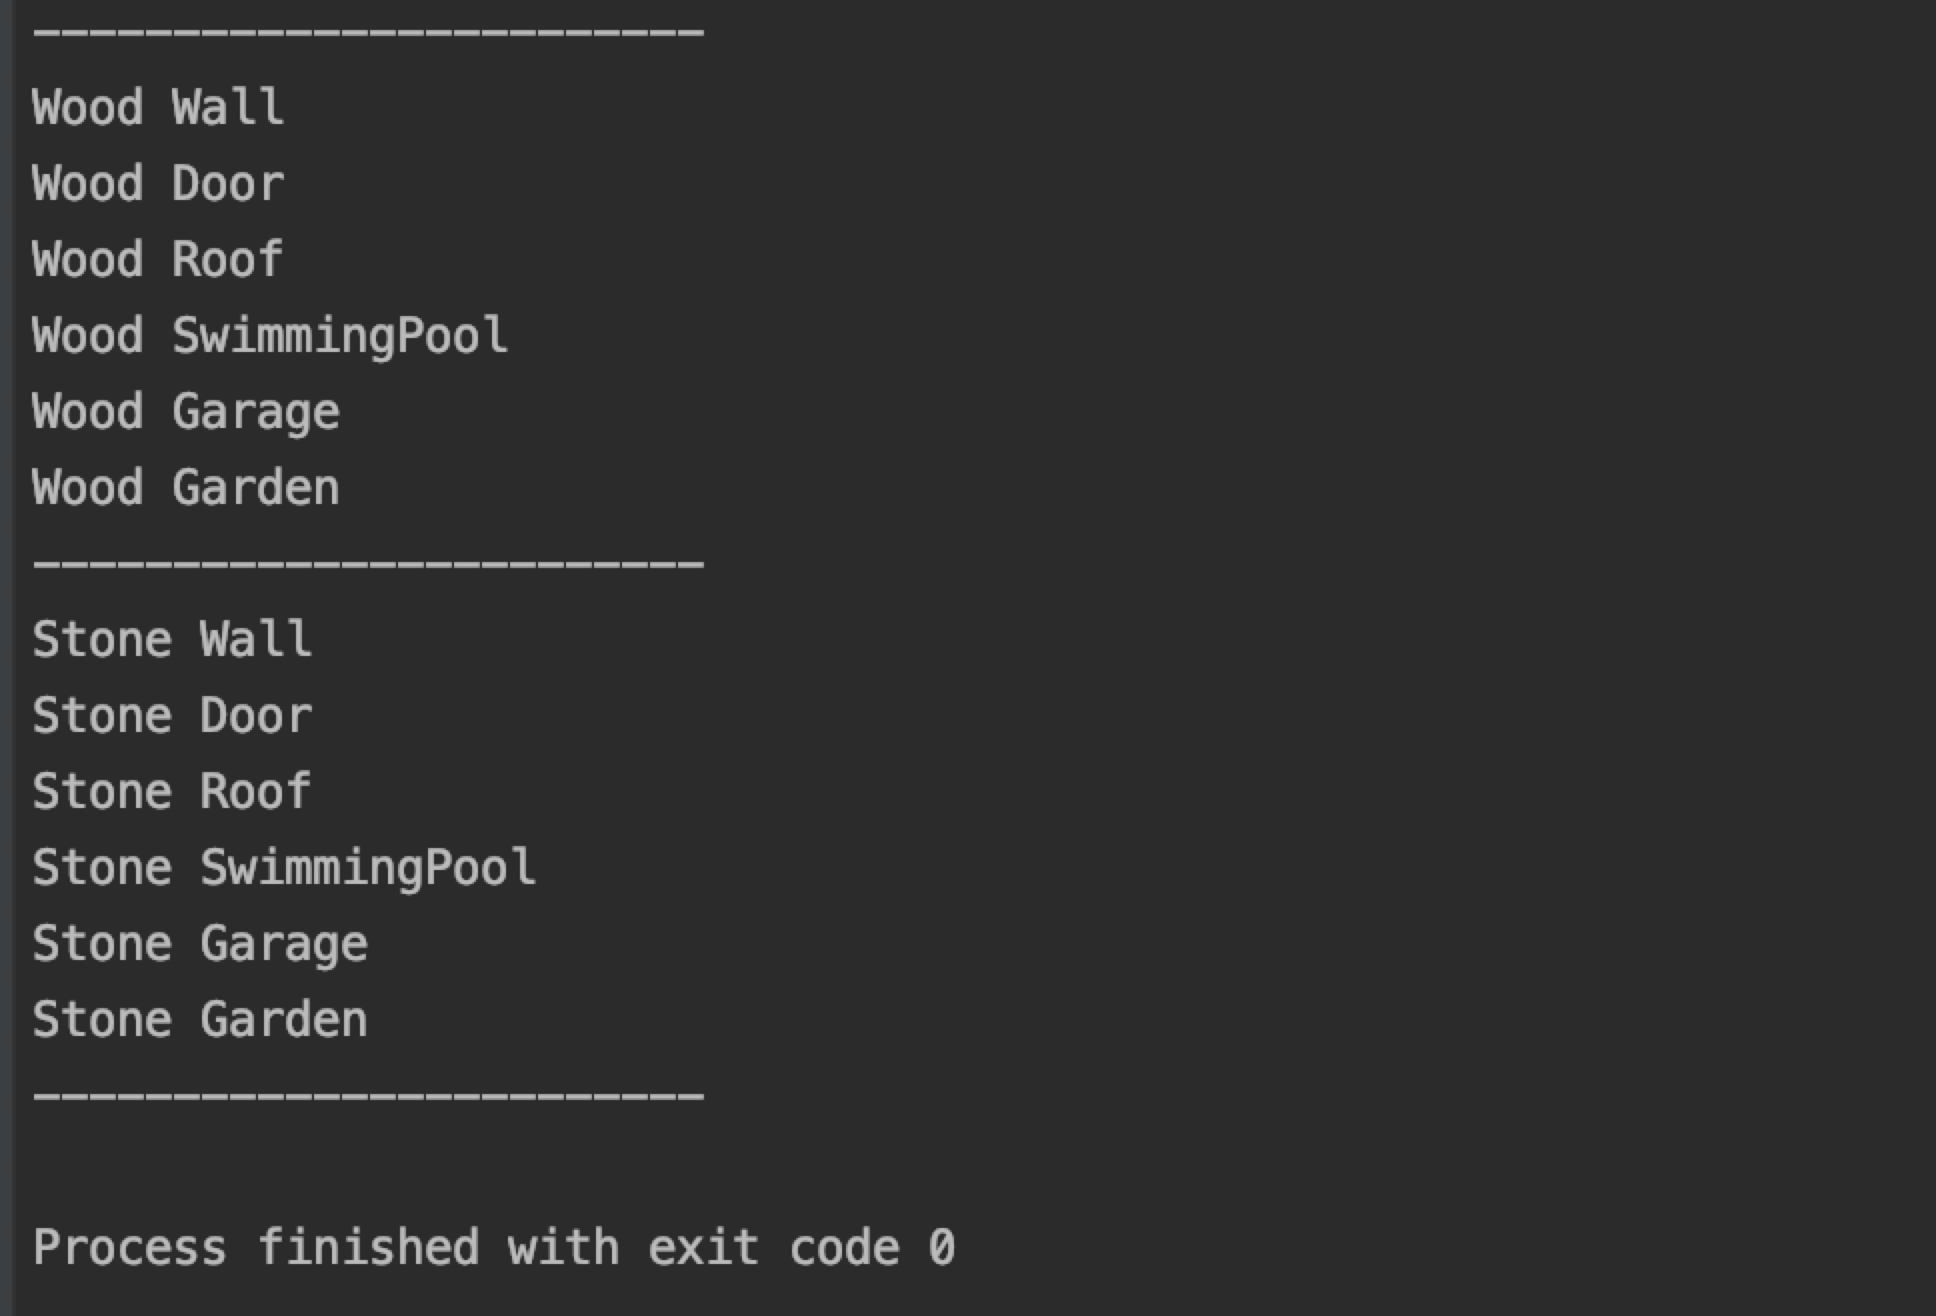 ------------------------
Wood Wall
Wood Door
Wood Roof
Wood SwimmingPool
Wood Garage
Wood Garden
------------------------
Stone Wall
Stone Door
Stone Roof
Stone SwimmingPool
Stone Garage
Stone Garden
------------------------
Process finished with exit code 0